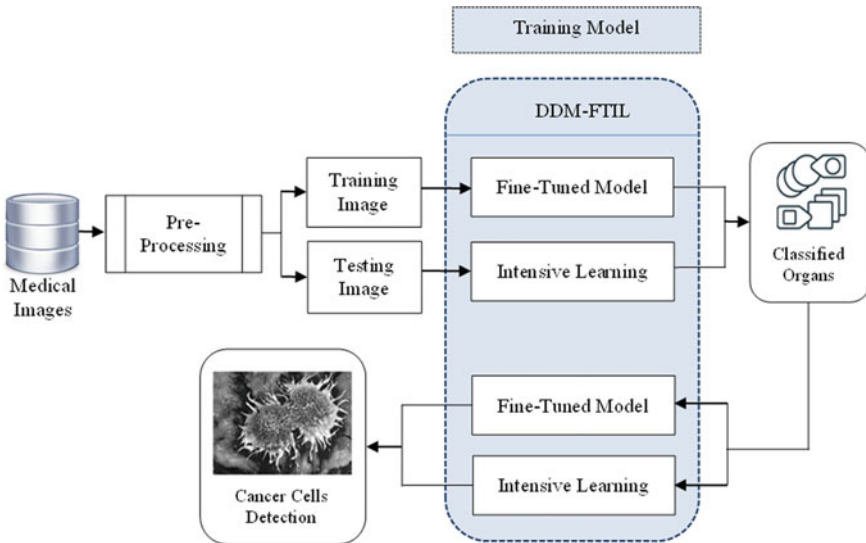 Training Model
DDM-FTIL
Medical
Images
Pre-
Processing
Training
Image
Testing
Image
Fine-Tuned Model
Intensive Learning
Classified
Organs
Fine-Tuned Model
Intensive Learning
Cancer Cells
Detection